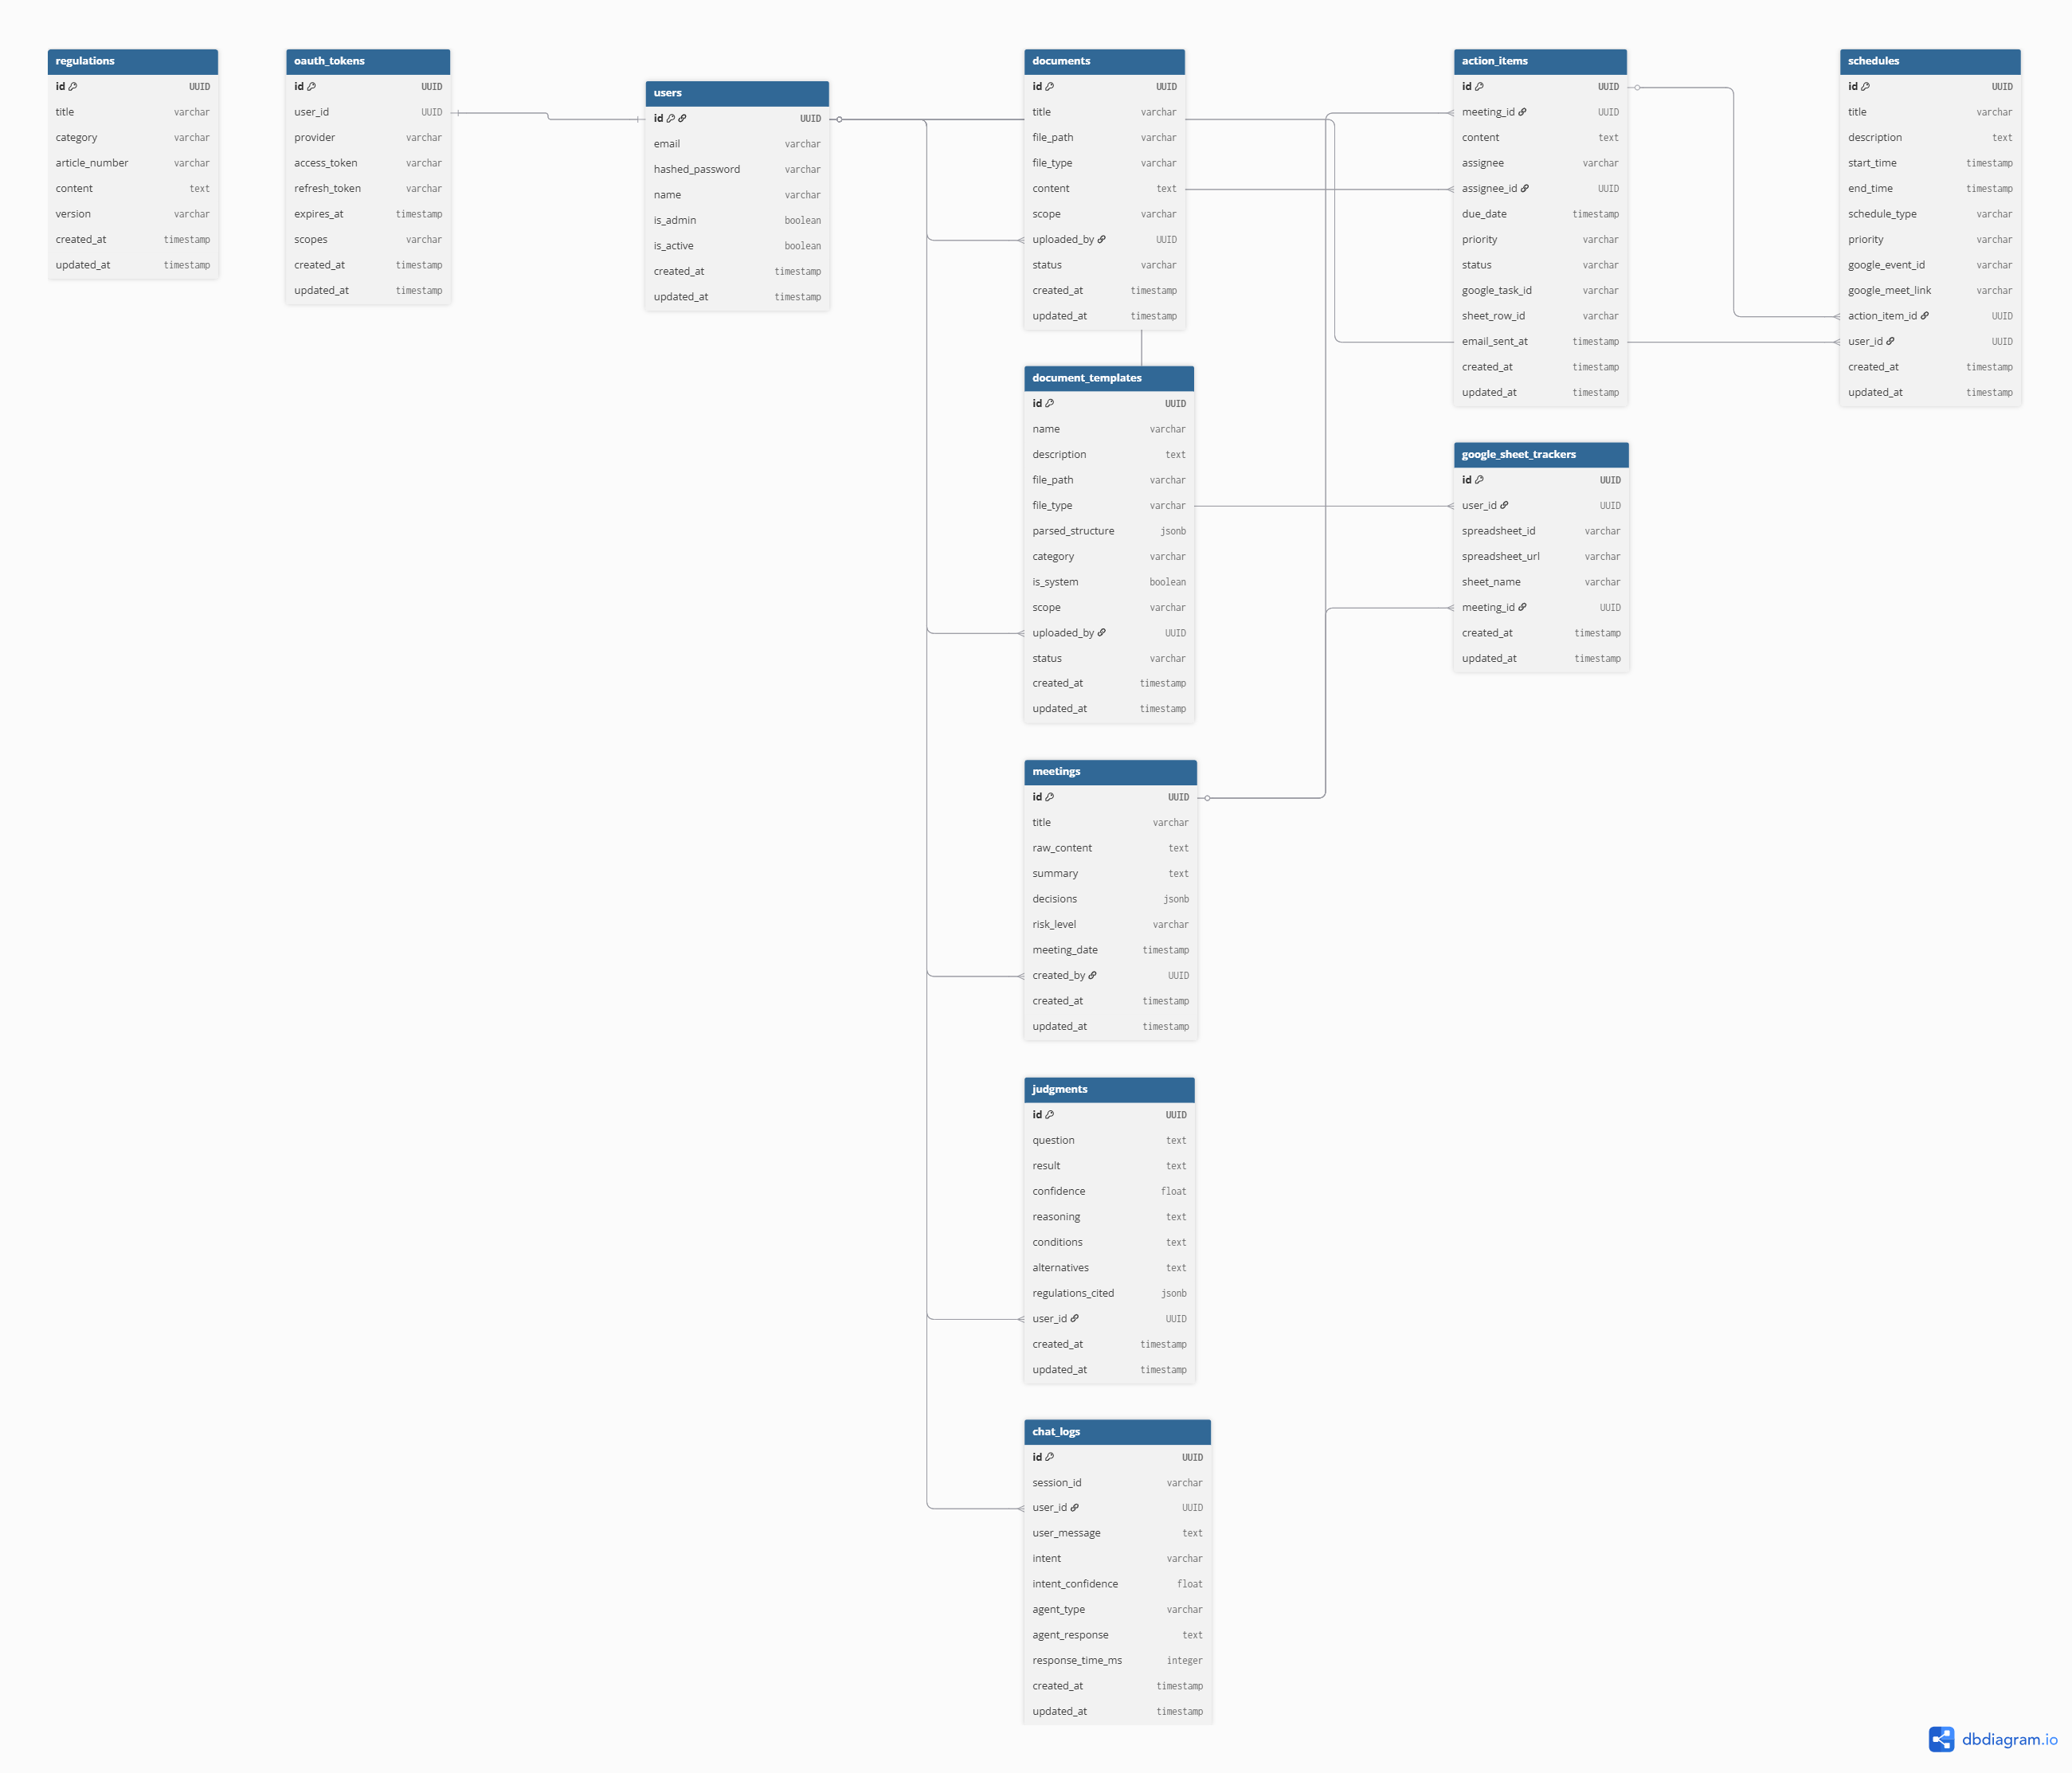 regulations
id UUID
title varchar
category varchar
article_number varchar
content text
version varchar
created_at timestamp
updated_at timestamp
oauth_tokens
id UUID
user_id UUID
provider varchar
access_token varchar
refresh_token varchar
expires_at timestamp
scopes varchar
created_at timestamp
updated_at timestamp
users
id UUID
email varchar
hashed_password varchar
name varchar
is_admin boolean
is_active boolean
created_at timestamp
updated_at timestamp
documents
id UUID
title varchar
file_path varchar
file_type varchar
content text
scope varchar
uploaded_by UUID
status varchar
created_at timestamp
updated_at timestamp
document_templates
id UUID
name varchar
description text
file_path varchar
file_type varchar
parsed_structure jsonb
category varchar
is_system boolean
scope varchar
uploaded_by UUID
status varchar
created_at timestamp
updated_at timestamp
meetings
id UUID
title varchar
raw_content text
summary text
decisions jsonb
risk_level varchar
meeting_date timestamp
created_by UUID
created_at timestamp
updated_at timestamp
judgments
id UUID
question text
result text
confidence float
reasoning text
conditions text
alternatives text
regulations_cited jsonb
user_id UUID
created_at timestamp
updated_at timestamp
chat_logs
id UUID
session_id varchar
user_id UUID
user_message text
intent varchar
intent_confidence float
agent_type varchar
agent_response text
response_time_ms integer
created_at timestamp
updated_at timestamp
action_items
id UUID
meeting_id UUID
content text
assignee varchar
assignee_id UUID
due_date timestamp
priority varchar
status varchar
google_task_id varchar
sheet_row_id varchar
email_sent_at timestamp
created_at timestamp
updated_at timestamp
google_sheet_trackers
id UUID
user_id UUID
spreadsheet_id varchar
spreadsheet_url varchar
sheet_name varchar
meeting_id UUID
created_at timestamp
updated_at timestamp
schedules
id UUID
title varchar
description text
start_time timestamp
end_time timestamp
schedule_type varchar
priority varchar
google_event_id varchar
google_meet_link varchar
action_item_id UUID
user_id UUID
created_at timestamp
updated_at timestamp
dbdiagram.io